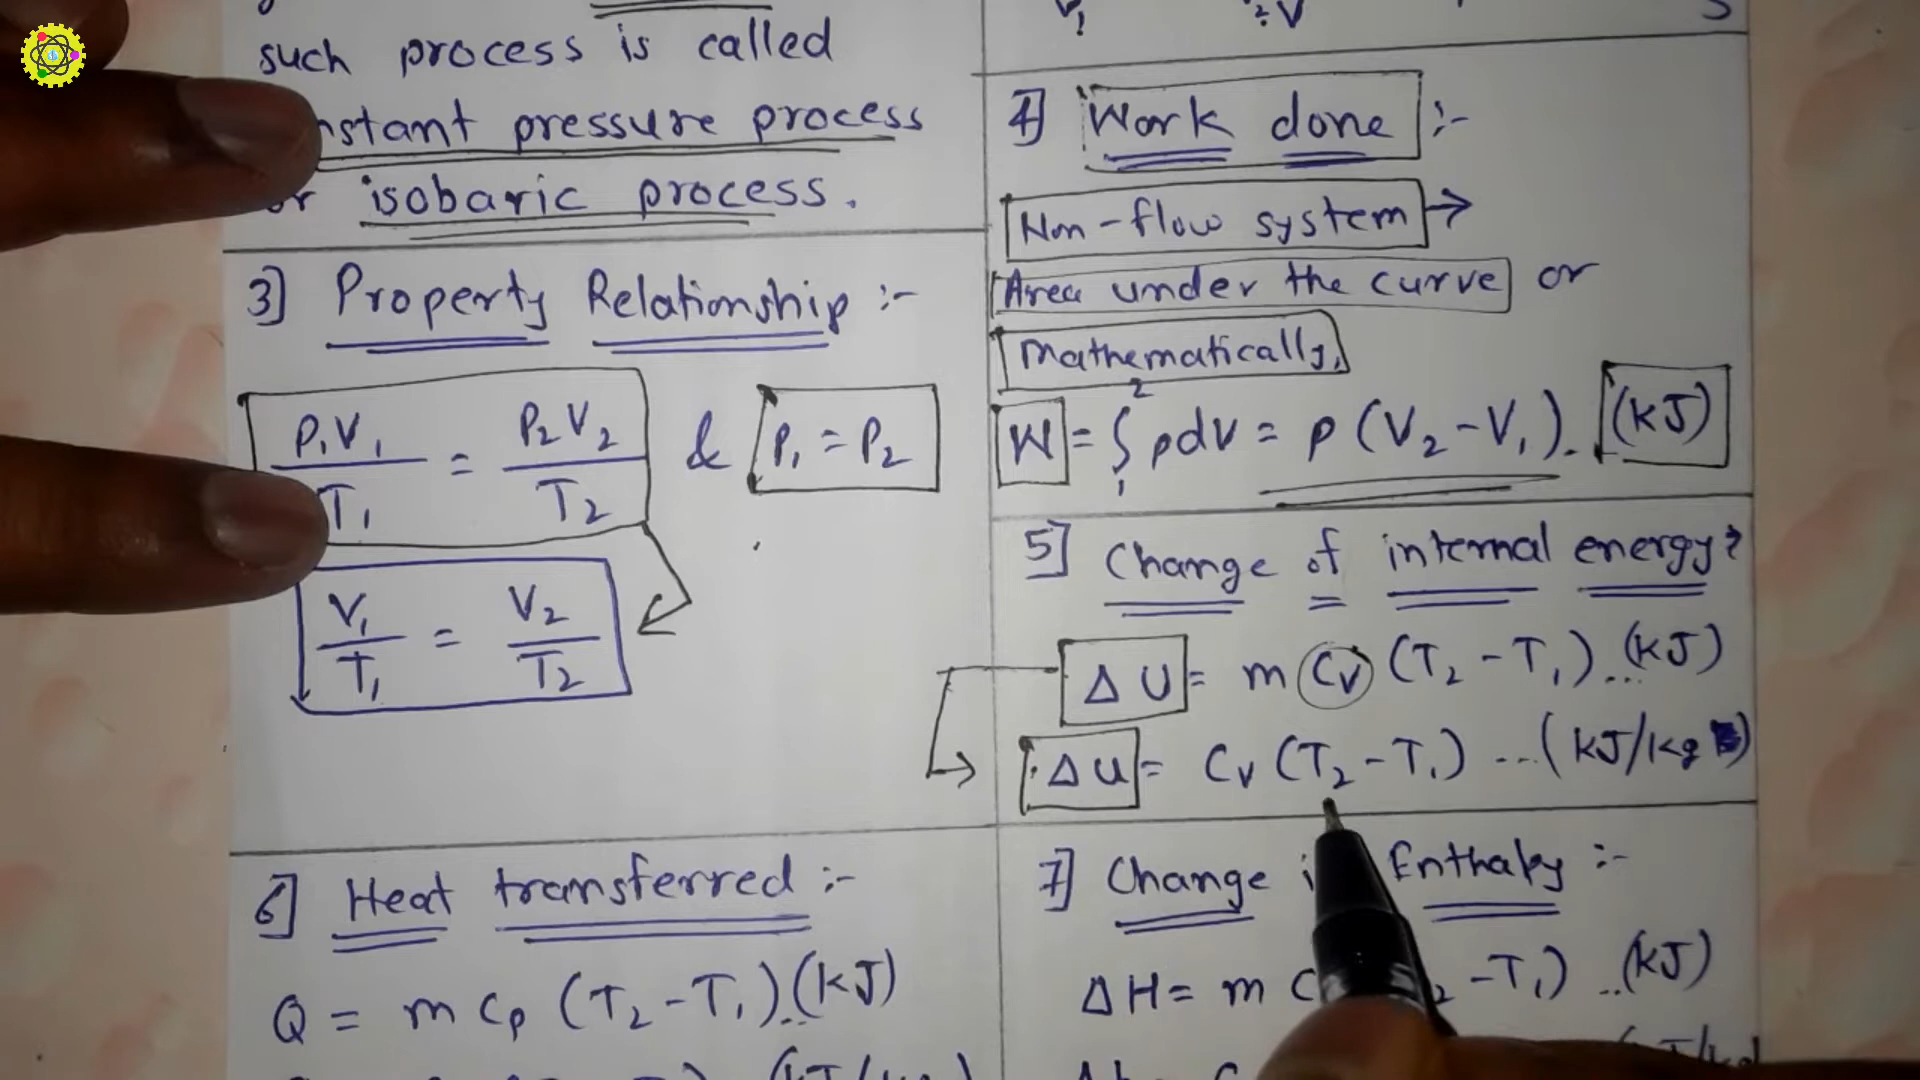 such process is called
nstant pressure process
or isobaric process.
3] Property Relationship :-
P₁V₁/T₁ = P₂V₂/T₂ & P₁ = P₂
V₁/T₁ = V₂/T₂
6] Heat transferred :-
Q = m Cp (T₂ - T₁)..(kJ)
4] Work done :-
Non-flow system →
Area under the curve or
Mathematically,
W = ∫₁² pdV = p (V₂ - V₁). (kJ)
5] Change of internal energy:
Δ U = m Cv (T₂ - T₁)...(kJ)
Δ u = Cv (T₂ - T₁) ...(kJ/kg)
7] Change i Enthalpy :-
ΔH = m C ₂ - T₁) ..(kJ)